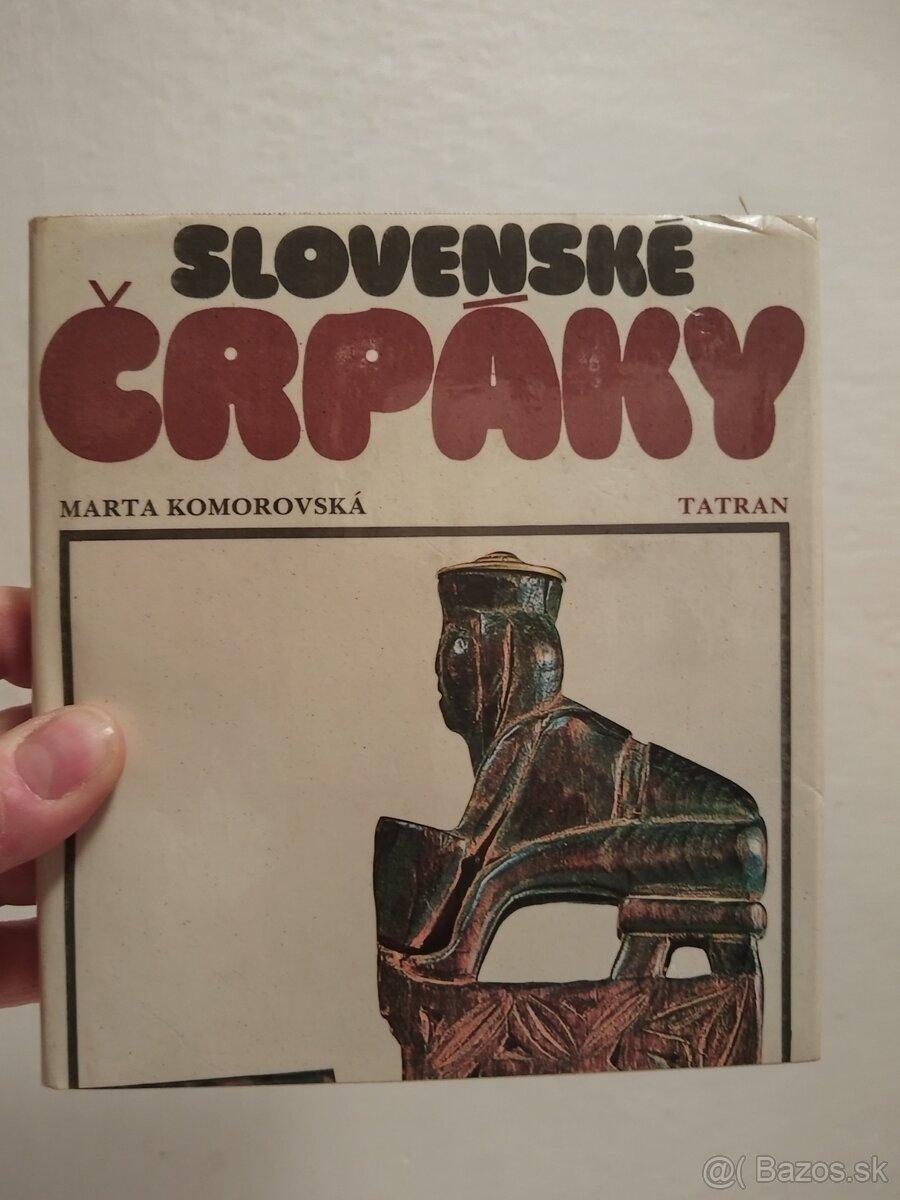 SLOVENSKÉ
ČRPÁKY
MARTA KOMOROVSKÁ TATRAN
@( Bazos.sk